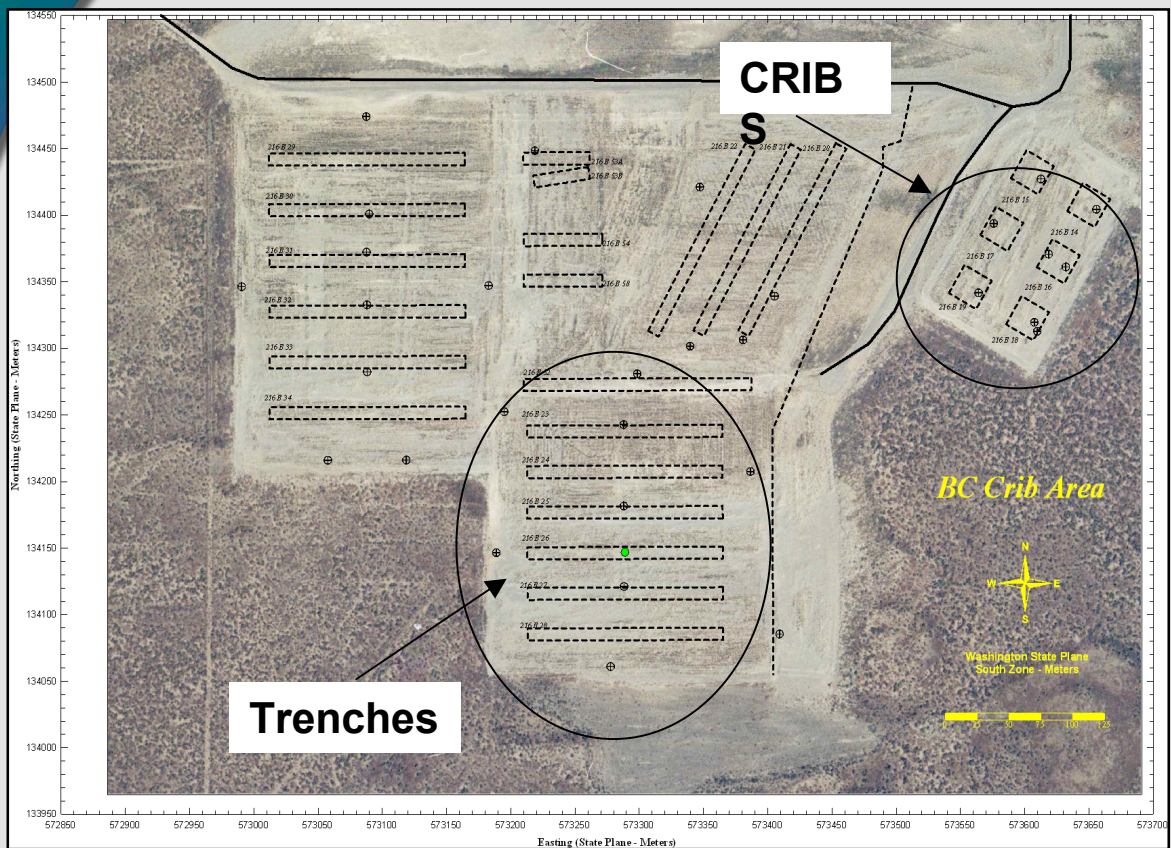 134550
134500
134450
134400
134350
134300
134250
134200
134150
134100
134050
134000
133950
Northing (State Plane - Meters)
CRIB
S
216 B 29
216 B 30
216 B 31
216 B 32
216 B 33
216 B 34
216 B 53A
216 B 53B
216 B 54
216 B 58
216 B 22
216 B 21
216 B 20
216 B 15
216 B 14
216 B 17
216 B 16
216 B 19
216 B 18
216 B 23
216 B 24
216 B 25
216 B 26
216 B 27
216 B 28
Trenches
BC Crib Area
N
W E
S
Washington State Plane
South Zone - Meters
75 100 125
572850 572900 572950 573000 573050 573100 573150 573200 573250 573300 573350 573400 573450 573500 573550 573600 573650 573700
Easting (State Plane - Meters)